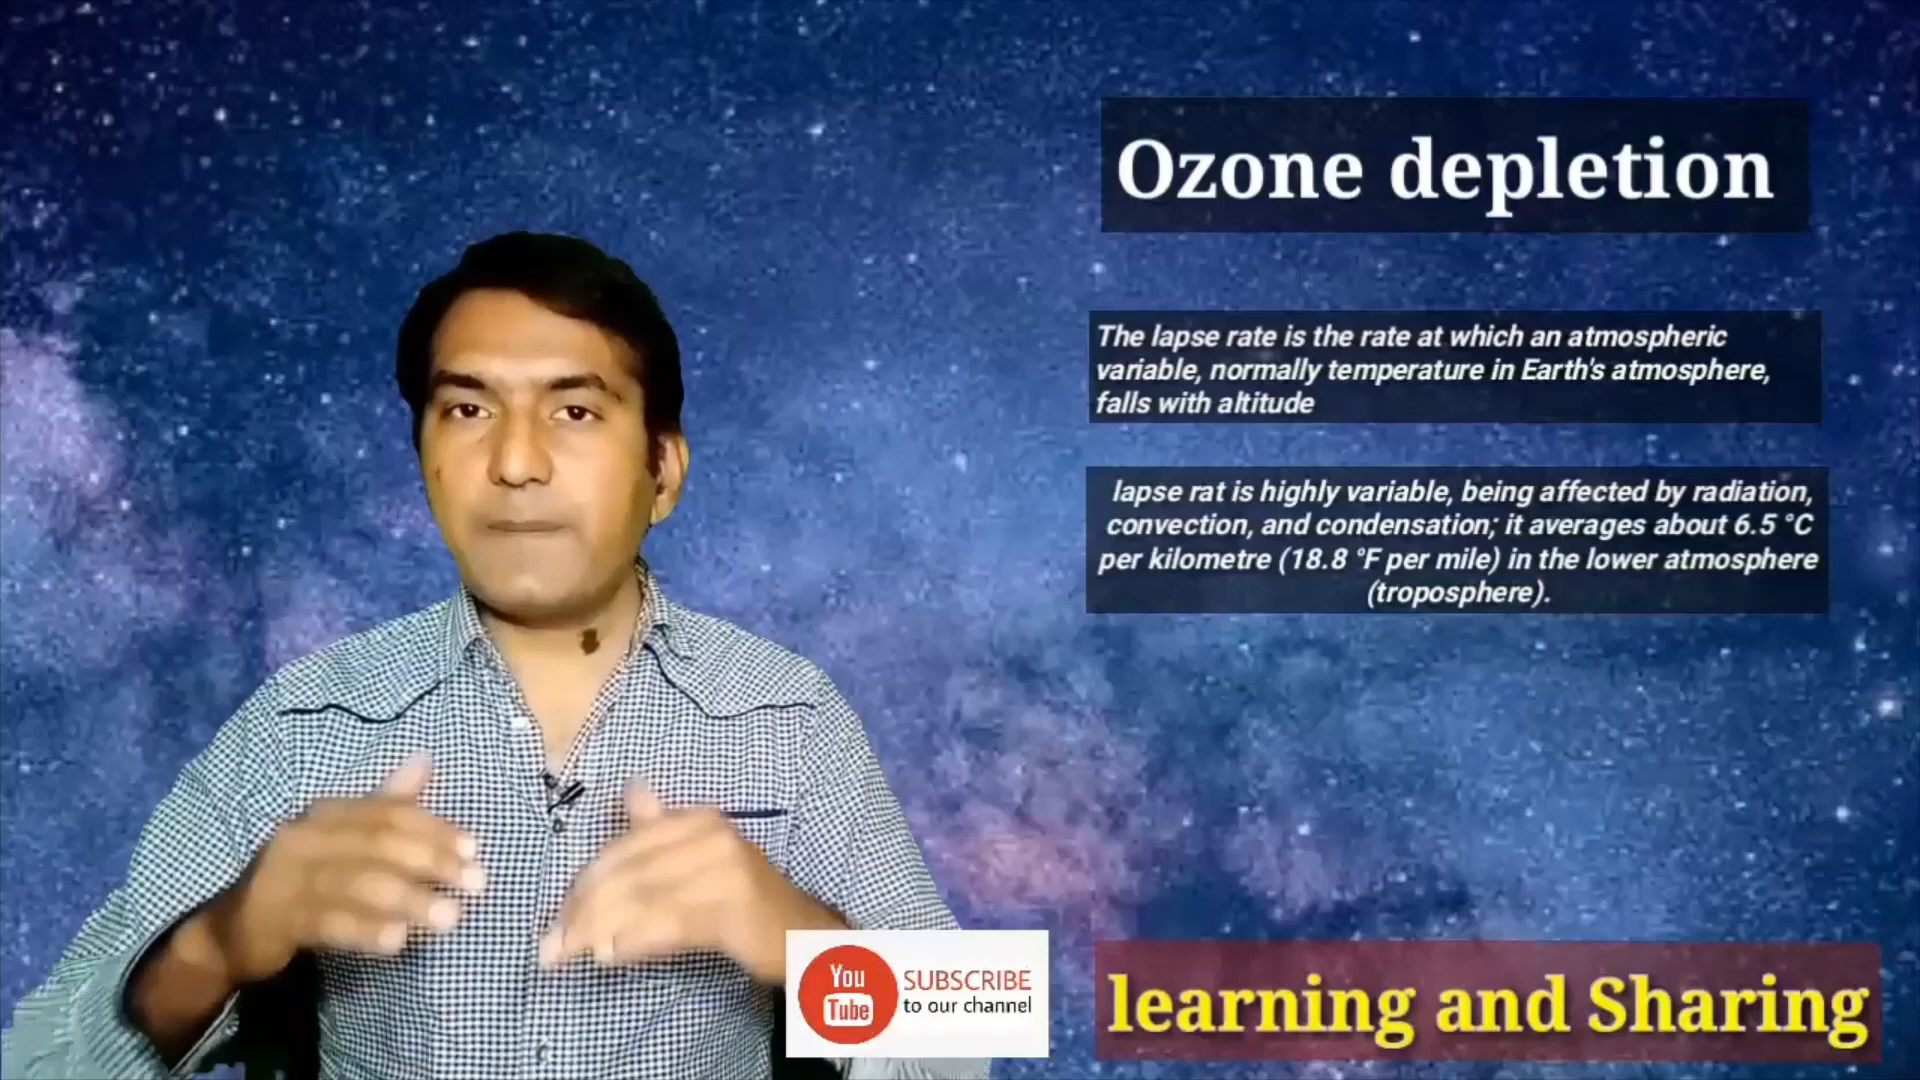 Ozone depletion
The lapse rate is the rate at which an atmospheric
variable, normally temperature in Earth's atmosphere,
falls with altitude
lapse rat is highly variable, being affected by radiation,
convection, and condensation; it averages about 6.5 °C
per kilometre (18.8 °F per mile) in the lower atmosphere
(troposphere).
You
Tube
SUBSCRIBE
to our channel
learning and Sharing